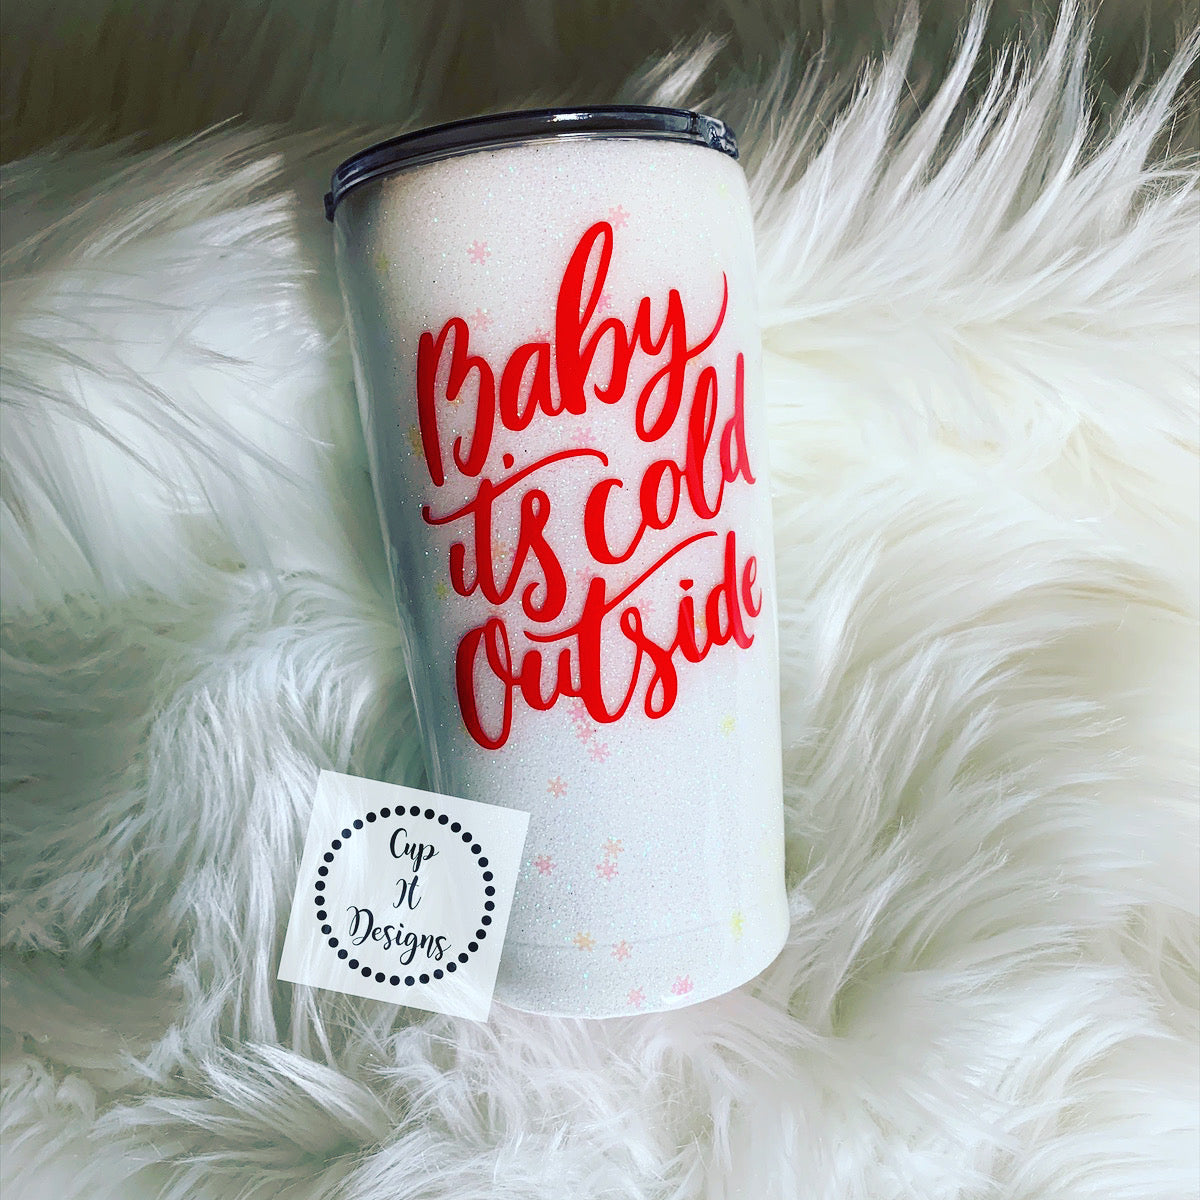 Baby
it's cold
Outside
Cup
It
Designs